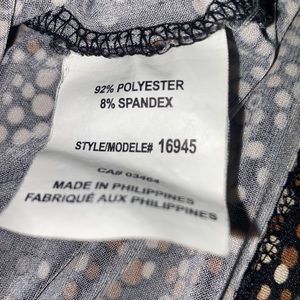 92% POLYESTER
8% SPANDEX
STYLE/MODELE# 16945
CA# 03464
MADE IN PHILIPPINES
FABRIQUÉ AUX PHILIPPINES